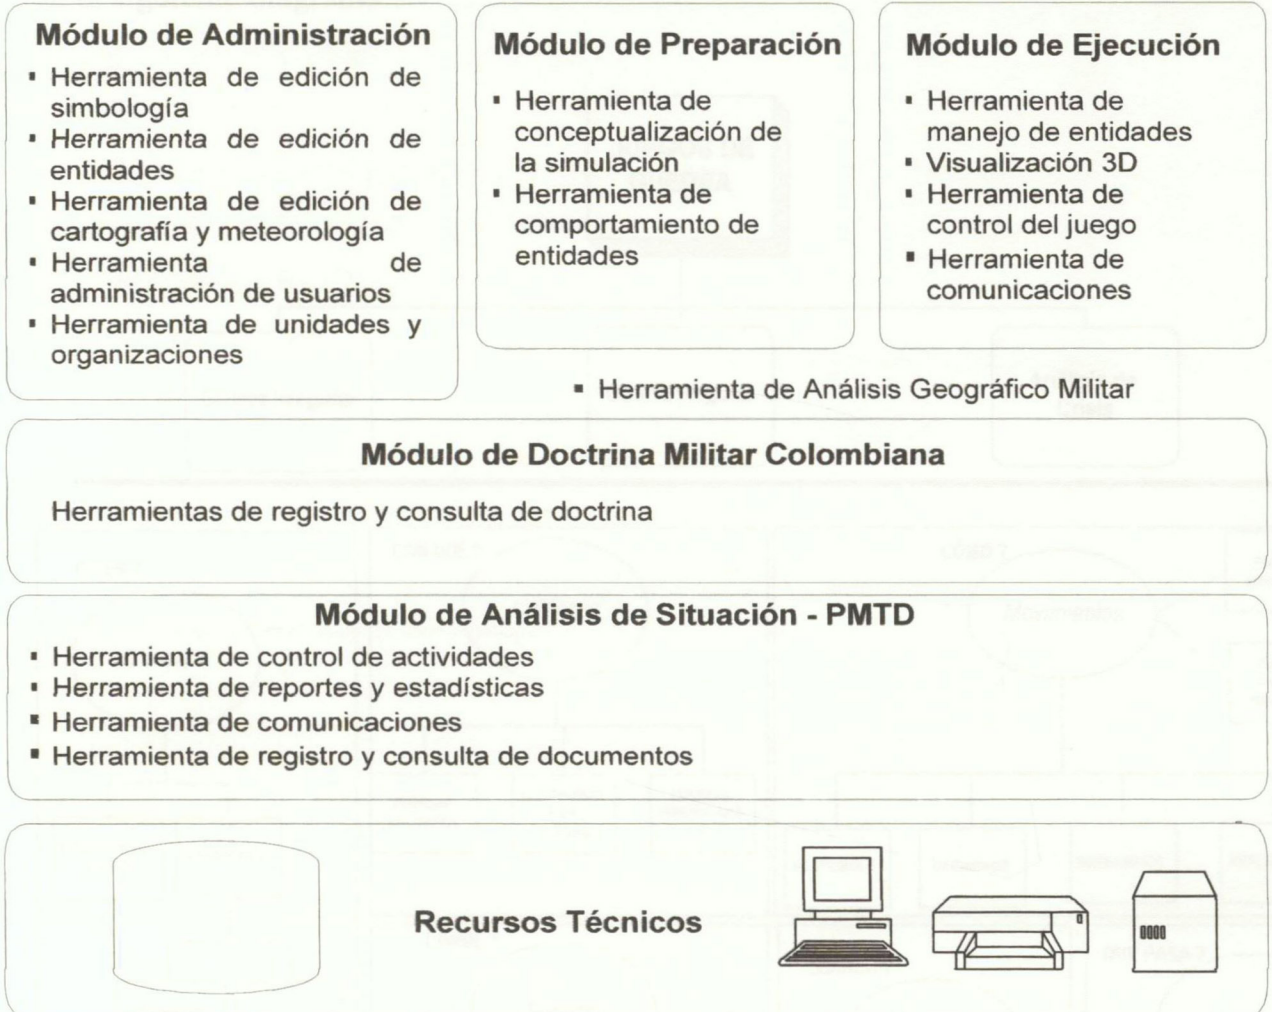 Módulo de Administración
▪ Herramienta de edición de
simbología
▪ Herramienta de edición de
entidades
▪ Herramienta de edición de
cartografía y meteorología
▪ Herramienta de
administración de usuarios
▪ Herramienta de unidades y
organizaciones
Módulo de Preparación
▪ Herramienta de
conceptualización de
la simulación
▪ Herramienta de
comportamiento de
entidades
Módulo de Ejecución
▪ Herramienta de
manejo de entidades
▪ Visualización 3D
▪ Herramienta de
control del juego
▪ Herramienta de
comunicaciones
▪ Herramienta de Análisis Geográfico Militar
Módulo de Doctrina Militar Colombiana
Herramientas de registro y consulta de doctrina
Módulo de Análisis de Situación - PMTD
▪ Herramienta de control de actividades
▪ Herramienta de reportes y estadísticas
▪ Herramienta de comunicaciones
▪ Herramienta de registro y consulta de documentos
Recursos Técnicos